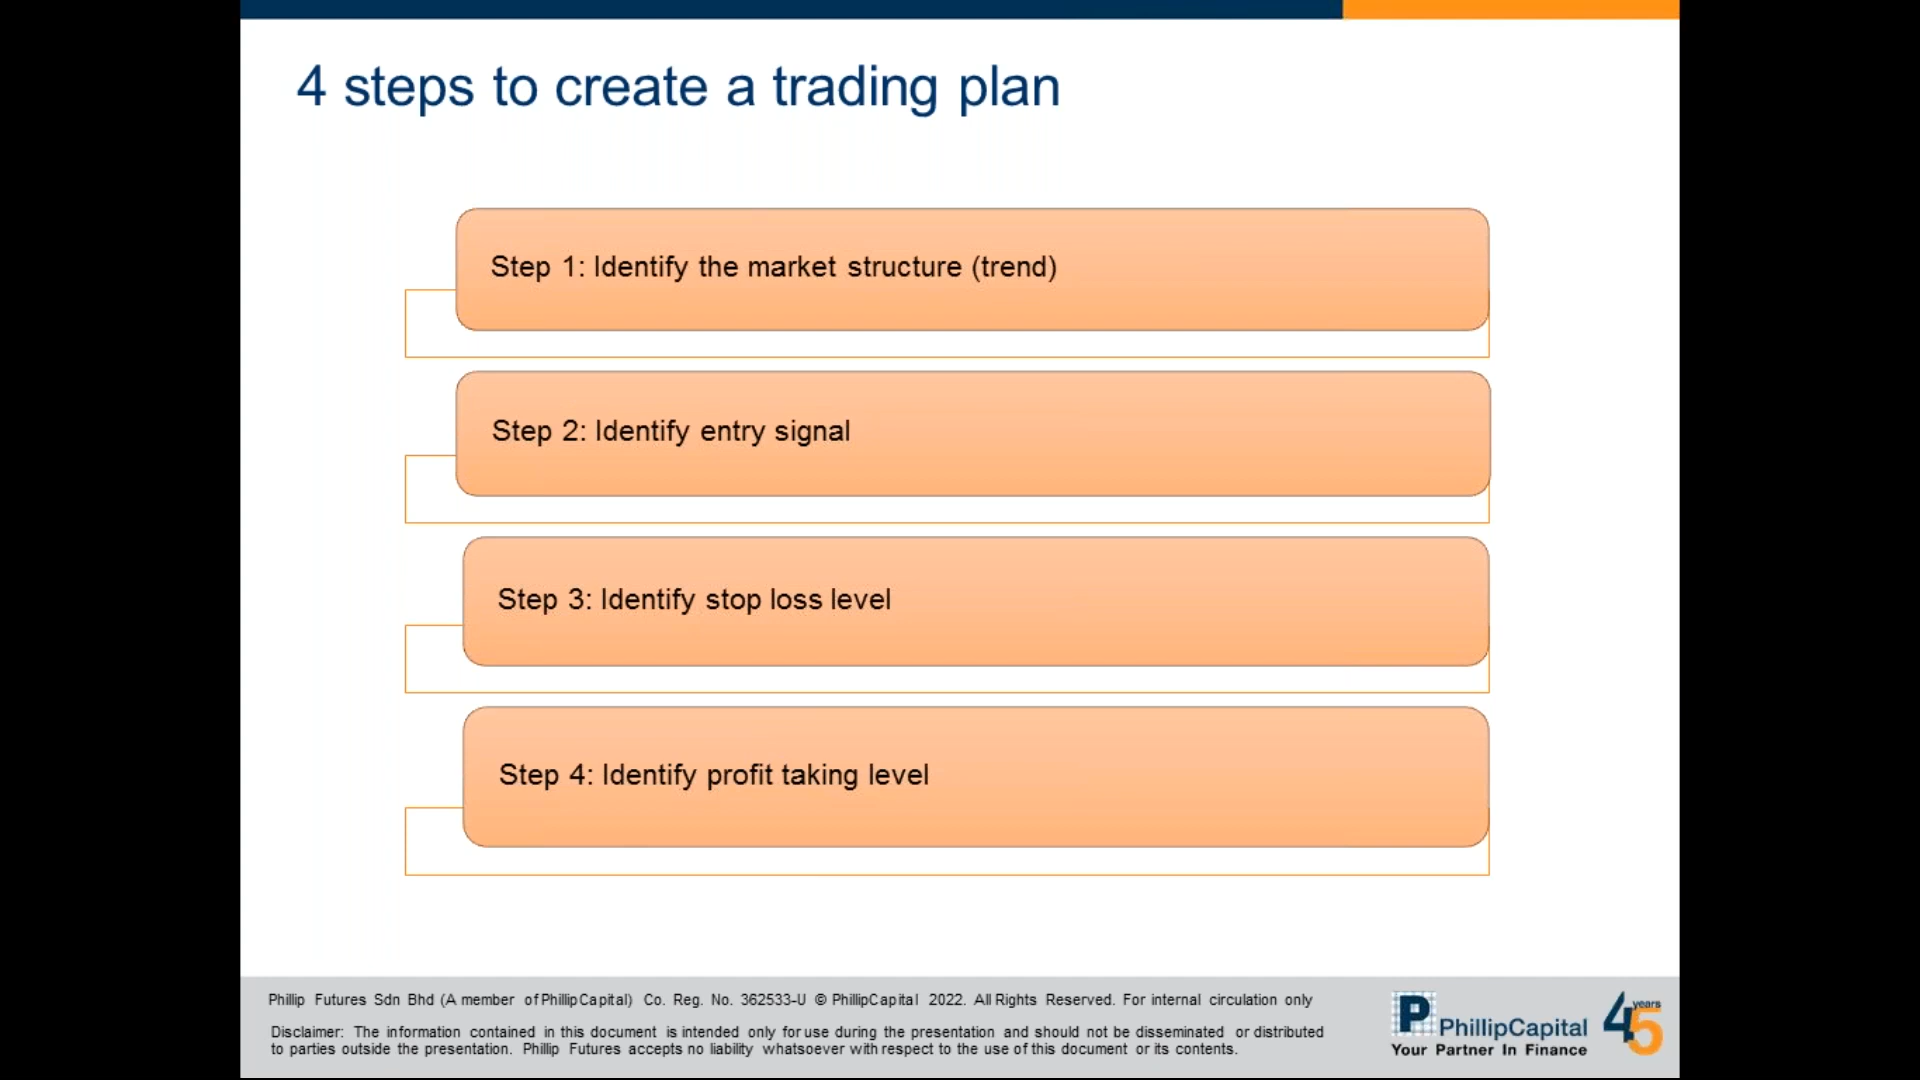 4 steps to create a trading plan
Step 1: Identify the market structure (trend)
Step 2: Identify entry signal
Step 3: Identify stop loss level
Step 4: Identify profit taking level
Phillip Futures Sdn Bhd (A member of PhillipCapital) Co. Reg. No. 362533-U © PhillipCapital 2022. All Rights Reserved. For internal circulation only
Disclaimer: The information contained in this document is intended only for use during the presentation and should not be disseminated or distributed
to parties outside the presentation. Phillip Futures accepts no liability whatsoever with respect to the use of this document or its contents.
P PhillipCapital
Your Partner In Finance
45 years